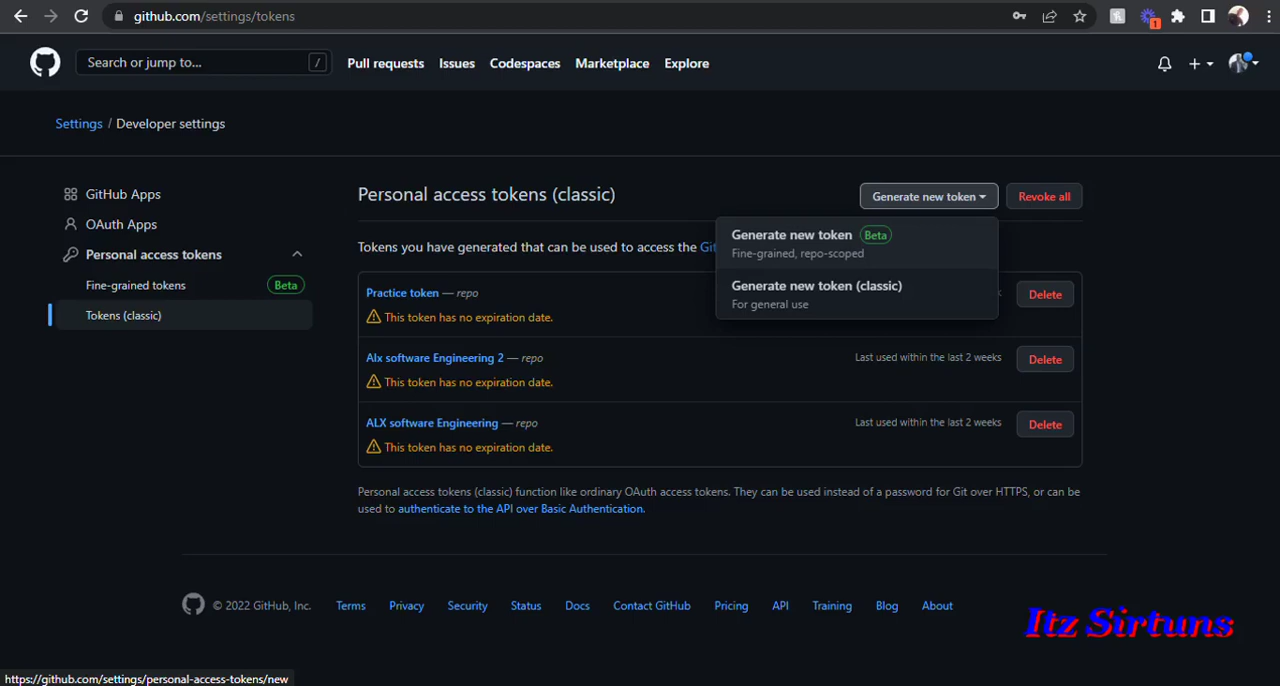 github.com/settings/tokens
Search or jump to... /
Pull requests Issues Codespaces Marketplace Explore
Settings / Developer settings
GitHub Apps
OAuth Apps
Personal access tokens
Fine-grained tokens Beta
Tokens (classic)
Personal access tokens (classic) Generate new token Revoke all
Generate new token Beta
Fine-grained, repo-scoped
Generate new token (classic)
For general use
Tokens you have generated that can be used to access the
Practice token — repo Delete
This token has no expiration date.
Alx software Engineering 2 — repo Last used within the last 2 weeks Delete
This token has no expiration date.
ALX software Engineering — repo Last used within the last 2 weeks Delete
This token has no expiration date.
Personal access tokens (classic) function like ordinary OAuth access tokens. They can be used instead of a password for Git over HTTPS, or can be
used to authenticate to the API over Basic Authentication.
© 2022 GitHub, Inc. Terms Privacy Security Status Docs Contact GitHub Pricing API Training Blog About
Itz Sirtuns
https://github.com/settings/personal-access-tokens/new